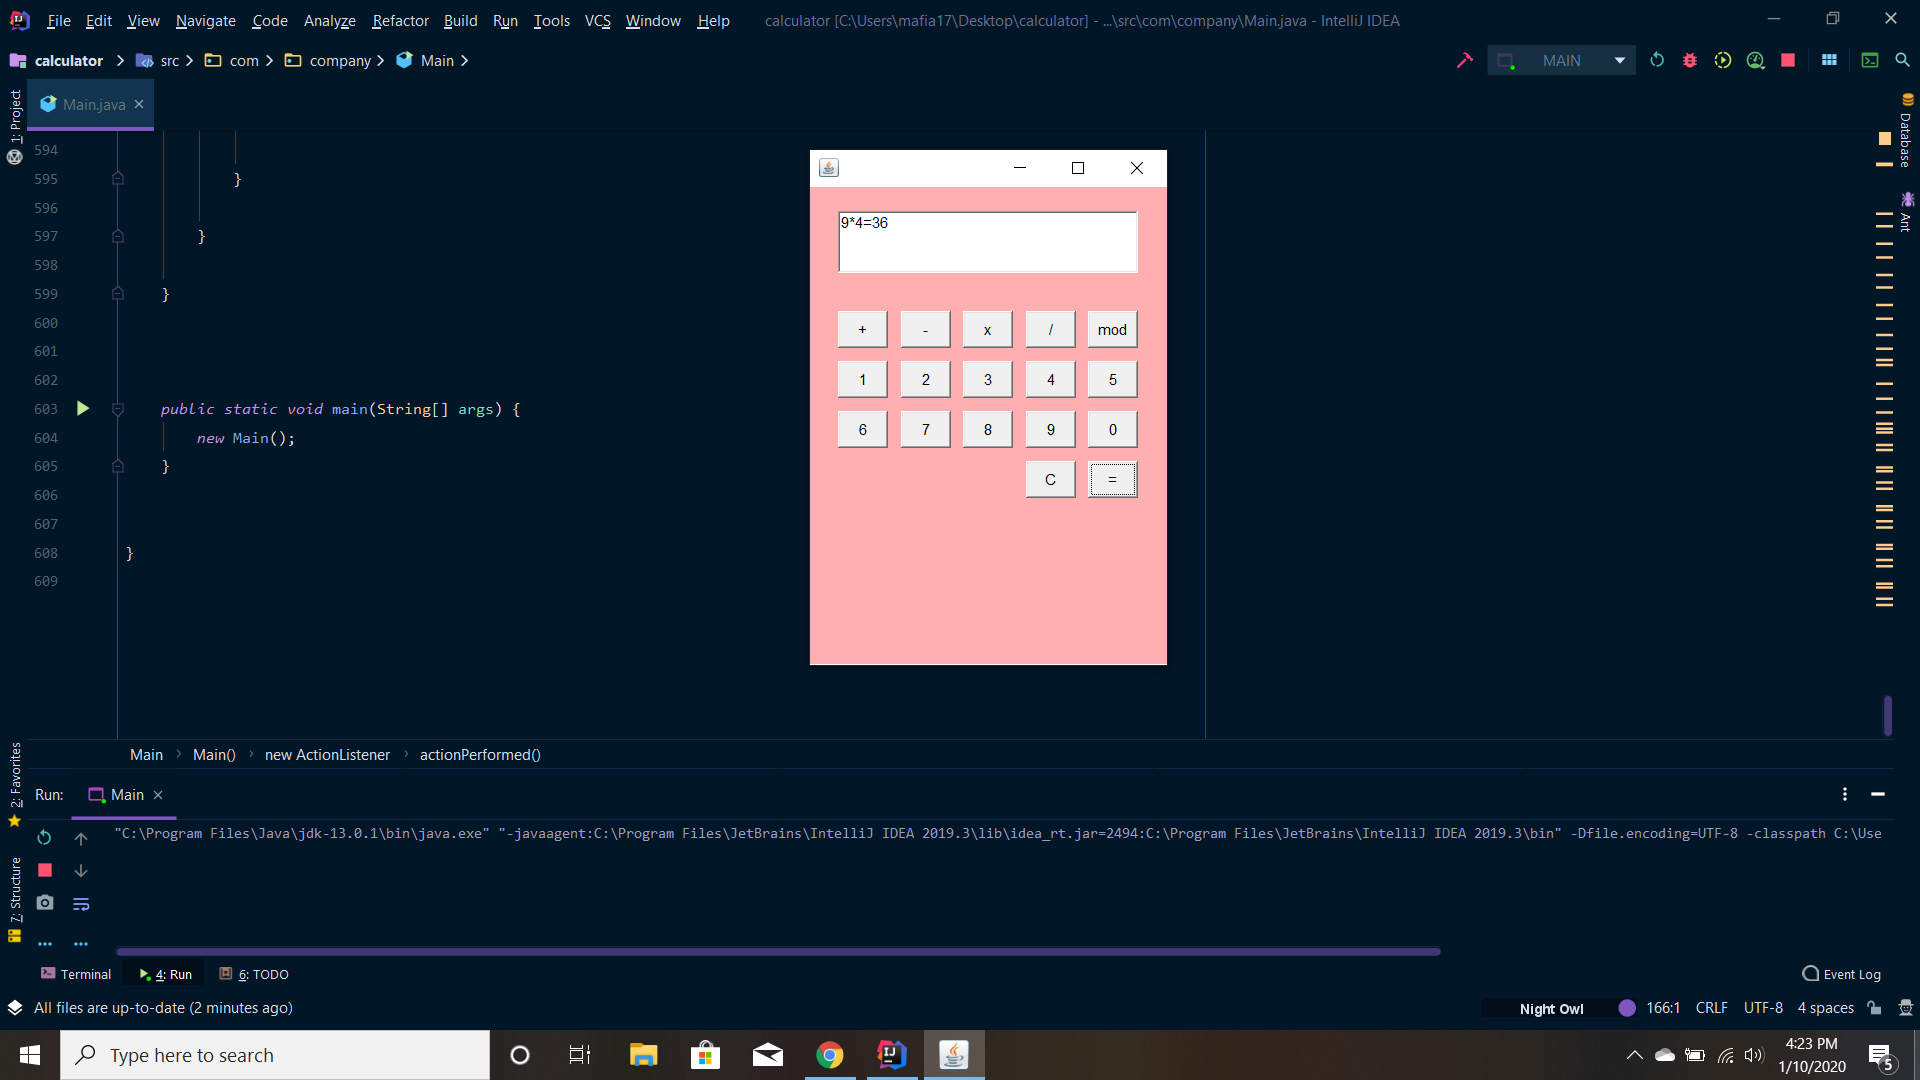 File Edit View Navigate Code Analyze Refactor Build Run Tools VCS Window Help calculator [C:\Users\mafia17\Desktop\calculator] - ...\src\com\company\Main.java - IntelliJ IDEA
calculator src com company Main MAIN
Main.java
1: Project
Database
Ant
594
595 }
596
597 }
598
599 }
600
601
602
603 public static void main(String[] args) {
604 new Main();
605 }
606
607
608 }
609
9*4=36
+ - x / mod
1 2 3 4 5
6 7 8 9 0
C =
Main Main() new ActionListener actionPerformed()
2: Favorites
7: Structure
Run: Main
"C:\Program Files\Java\jdk-13.0.1\bin\java.exe" "-javaagent:C:\Program Files\JetBrains\IntelliJ IDEA 2019.3\lib\idea_rt.jar=2494:C:\Program Files\JetBrains\IntelliJ IDEA 2019.3\bin" -Dfile.encoding=UTF-8 -classpath C:\Use
Terminal 4: Run 6: TODO Event Log
All files are up-to-date (2 minutes ago) Night Owl 166:1 CRLF UTF-8 4 spaces
Type here to search
4:23 PM
1/10/2020
5